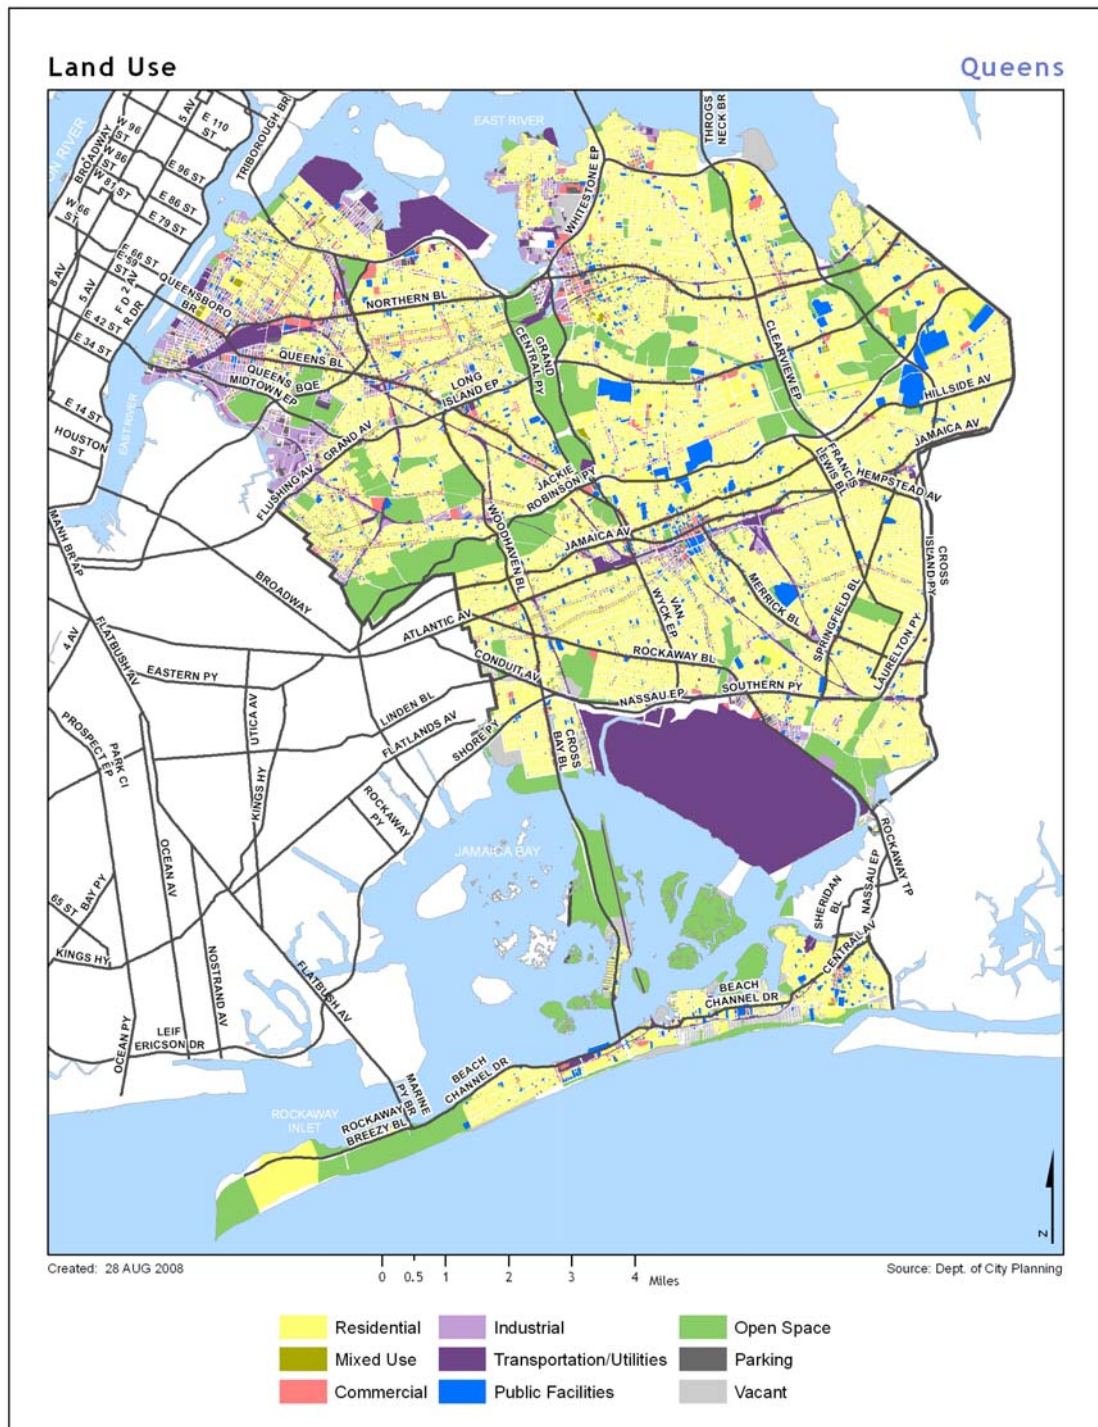 Land Use
Queens
W 96
ST
W 86
ST
W 81 ST
W 66
ST
BROADWAY
5 AV
E 110
ST
E 96 ST
E 86 ST
E 79 ST
E 66 ST
E 59
ST
8 AV
5 AV
2 AV
F D
R DR
E 42 ST
E 34 ST
E 14 ST
HOUSTON
ST
ON RIVER
TRIBOROUGH BR
EAST RIVER
THROGS
NECK BR
WHITESTONE EP
QUEENSBORO
BR
NORTHERN BL
QUEENS BL
QUEENS
MIDTOWN EP
BQE
LONG
ISLAND EP
GRAND
CENTRAL PY
CLEARVIEW EP
HILLSIDE AV
JAMAICA AV
EAST RIVER
GRAND AV
FLUSHING AV
JACKIE
ROBINSON PY
FRANCIS
LEWIS BL
HEMPSTEAD AV
WOODHAVEN BL
JAMAICA AV
CROSS
ISLAND PY
MANH BR AP
BROADWAY
VAN
WYCK EP
MERRICK BL
SPRINGFIELD BL
LAURELTON PY
ATLANTIC AV
4 AV
FLATBUSH AV
EASTERN PY
CONDUIT AV
ROCKAWAY BL
NASSAU EP
SOUTHERN PY
UTICA AV
LINDEN BL
FLATLANDS AV
SHORE PY
CROSS
BAY BL
PROSPECT EP
PARK CI
KINGS HY
ROCKAWAY
PY
OCEAN AV
JAMAICA BAY
ROCKAWAY TP
NASSAU EP
SHERIDAN
BL
CENTRAL AV
65 ST
BAY PY
KINGS HY
NOSTRAND AV
FLATBUSH AV
BEACH
CHANNEL DR
OCEAN PY
LEIF
ERICSON DR
MARINE
PY BR
BEACH
CHANNEL DR
ROCKAWAY
INLET
ROCKAWAY
BREEZY BL
N
Created: 28 AUG 2008
0 0.5 1 2 3 4 Miles
Source: Dept. of City Planning
Residential
Industrial
Open Space
Mixed Use
Transportation/Utilities
Parking
Commercial
Public Facilities
Vacant